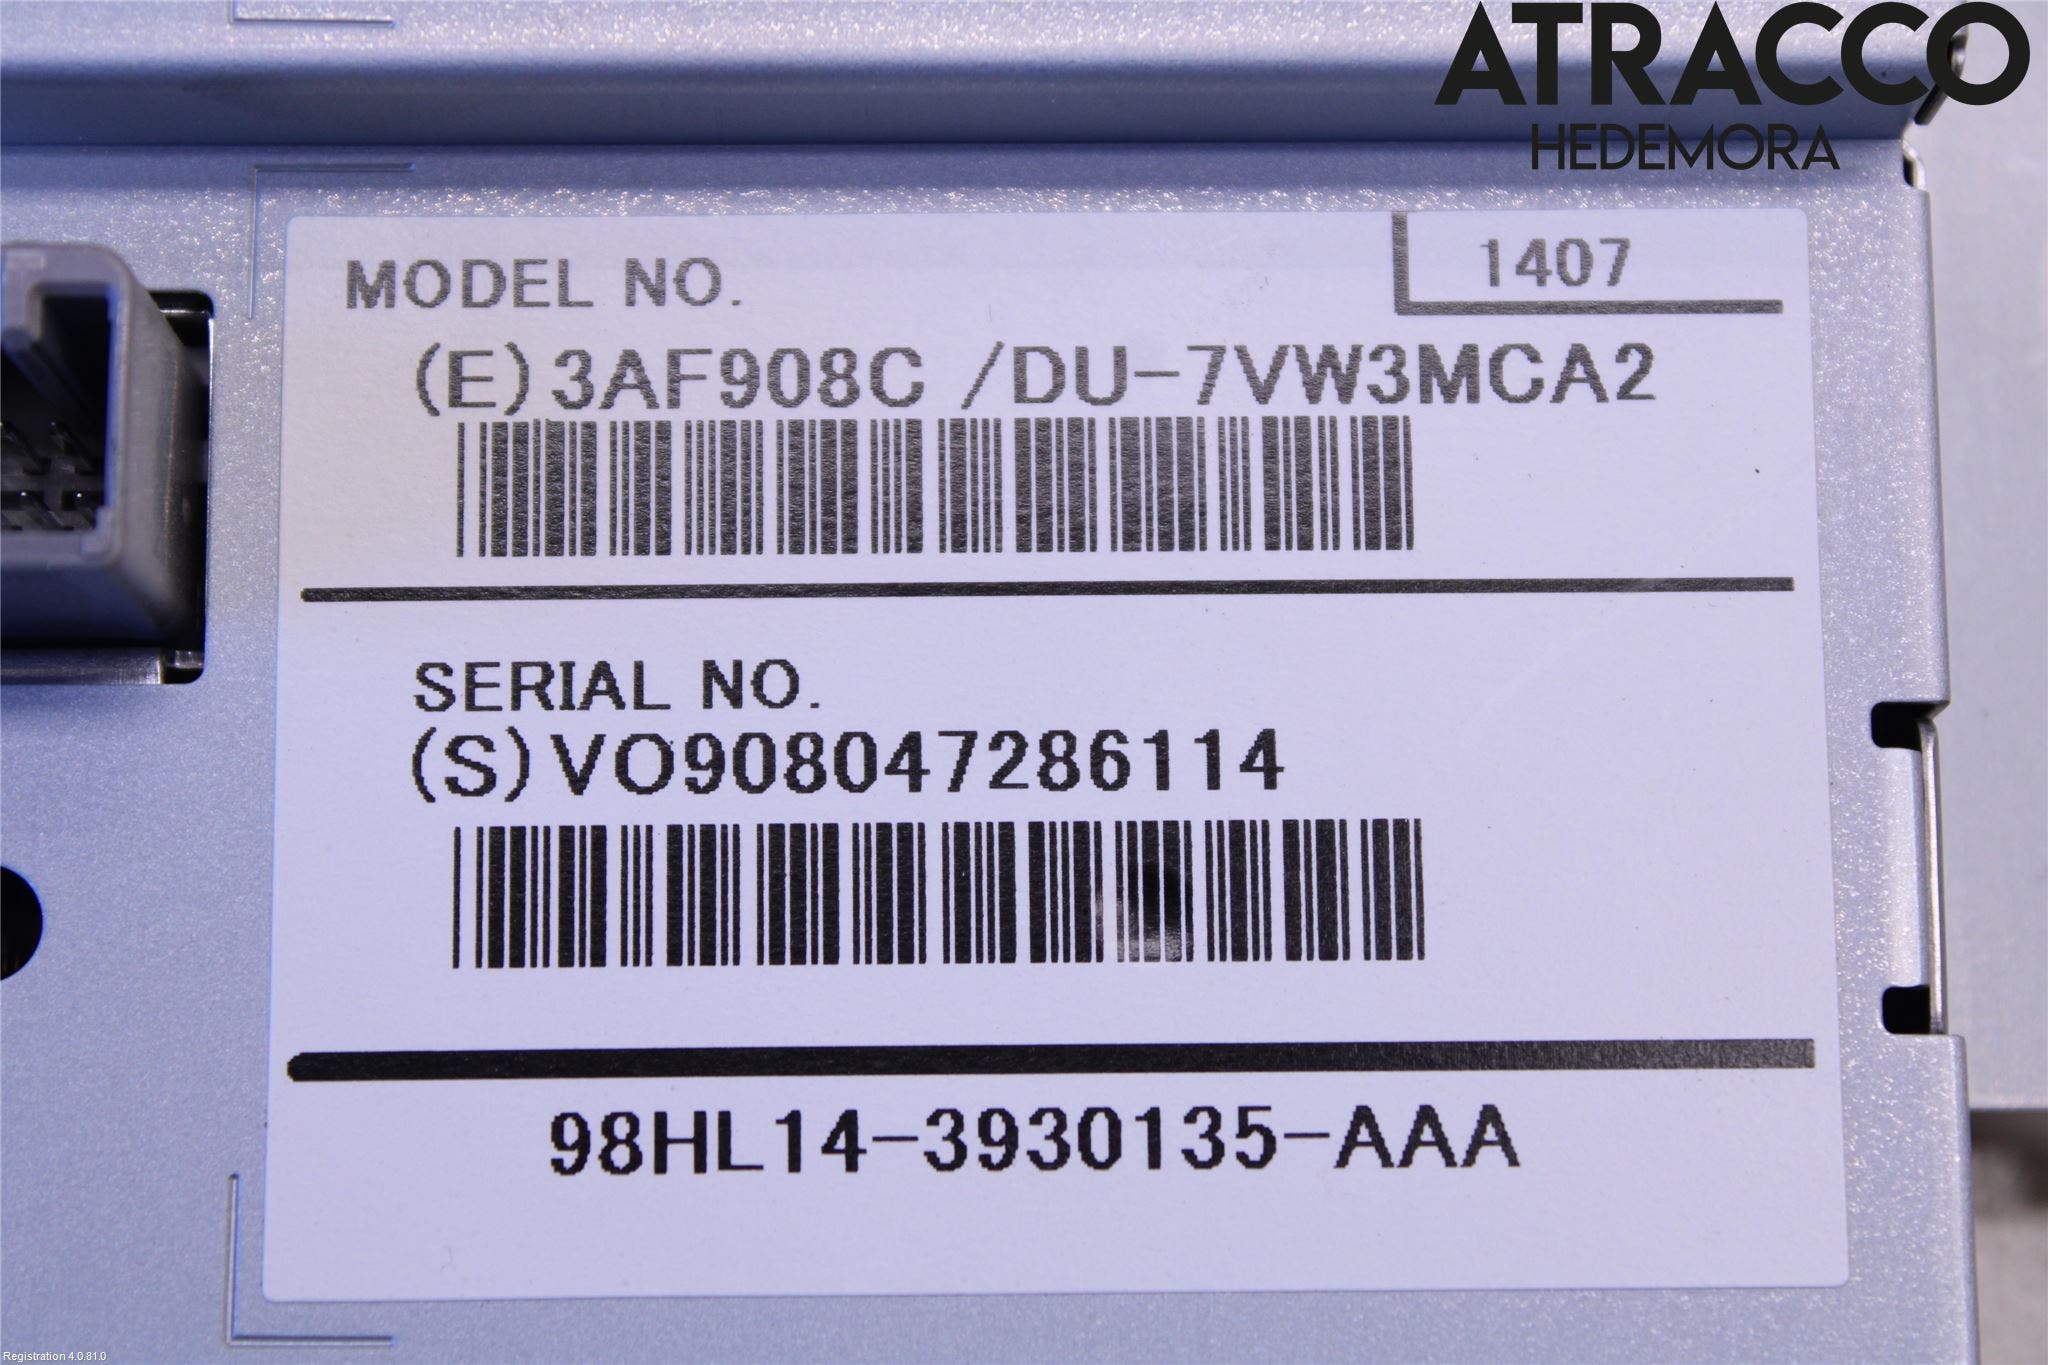 ATRACCO
HEDEMORA
1407
MODEL NO.
(E)3AF908C /DU-7VW3MCA2
SERIAL NO.
(S)VO908047286114
98HL14-3930135-AAA
Registration 4.0.81.0